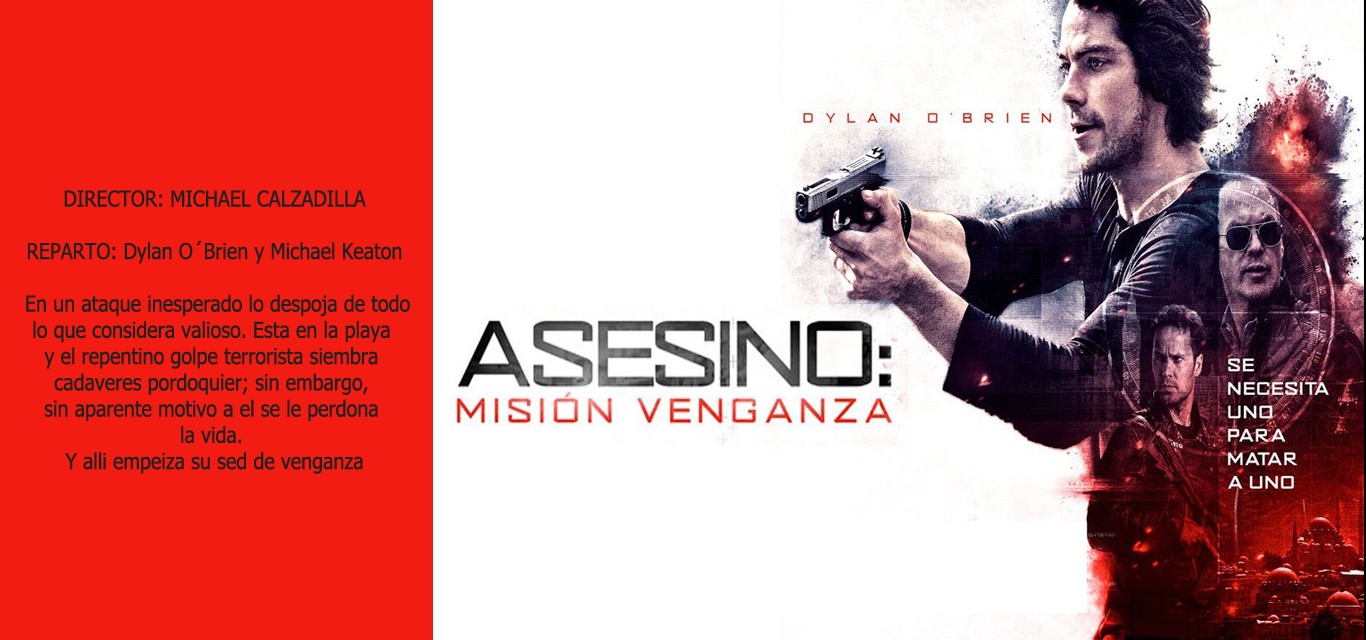 DIRECTOR: MICHAEL CALZADILLA
REPARTO: Dylan O´Brien y Michael Keaton
En un ataque inesperado lo despoja de todo
lo que considera valioso. Esta en la playa
y el repentino golpe terrorista siembra
cadaveres pordoquier; sin embargo,
sin aparente motivo a el se le perdona
la vida.
Y alli empeiza su sed de venganza
DYLAN O'BRIEN
ASESINO:
MISIÓN VENGANZA
SE
NECESITA
UNO
PARA
MATAR
A UNO